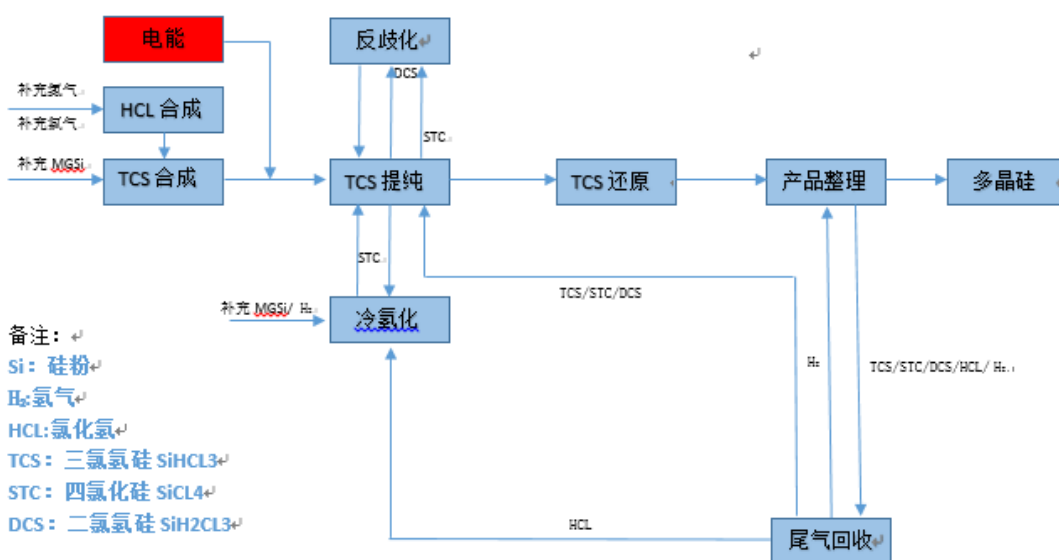 电能
反歧化
补充氢气
DCS
HCL 合成
补充氯气
STC
补充 MGSi
TCS 合成
TCS 提纯
TCS 还原
产品整理
多晶硅
STC
TCS/STC/DCS
补充 MGSi/ H₂
冷氢化
H₂
TCS/STC/DCS/HCL/ H₂
备注：
Si：硅粉
H₂:氢气
HCL:氯化氢
TCS：三氯氢硅 SiHCL3
STC：四氯化硅 SiCL4
DCS：二氯氢硅 SiH2CL3
HCL
尾气回收